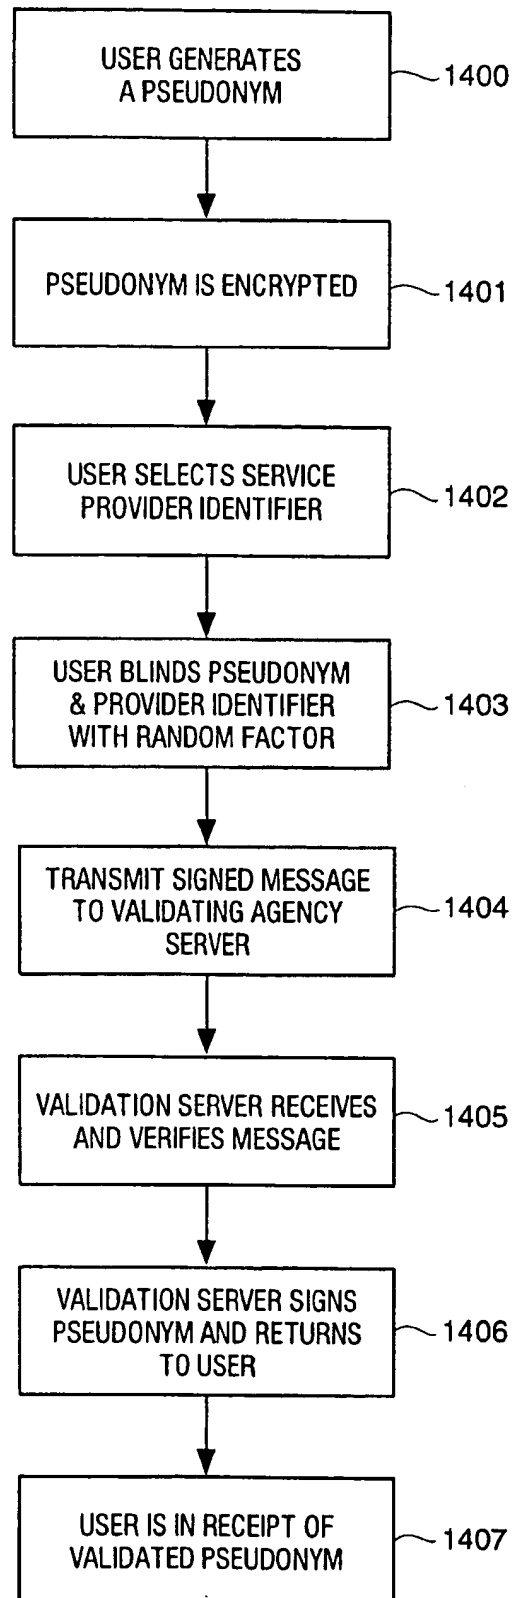 USER GENERATES
A PSEUDONYM
1400
PSEUDONYM IS ENCRYPTED
1401
USER SELECTS SERVICE
PROVIDER IDENTIFIER
1402
USER BLINDS PSEUDONYM
& PROVIDER IDENTIFIER
WITH RANDOM FACTOR
1403
TRANSMIT SIGNED MESSAGE
TO VALIDATING AGENCY
SERVER
1404
VALIDATION SERVER RECEIVES
AND VERIFIES MESSAGE
1405
VALIDATION SERVER SIGNS
PSEUDONYM AND RETURNS
TO USER
1406
USER IS IN RECEIPT OF
VALIDATED PSEUDONYM
1407